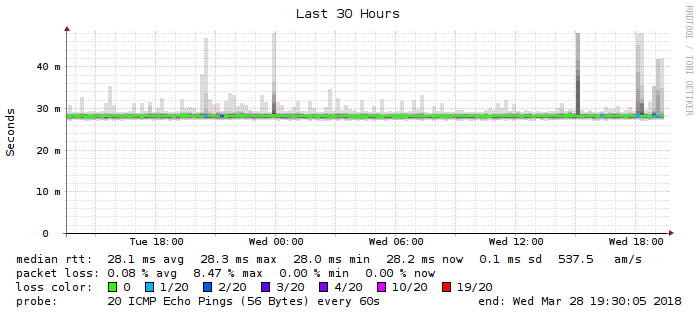 Last 30 Hours
RRDTOOL / TOBI OETIKER
Seconds
40 m
30 m
20 m
10 m
0
Tue 18:00 Wed 00:00 Wed 06:00 Wed 12:00 Wed 18:00
median rtt: 28.1 ms avg 28.3 ms max 28.0 ms min 28.2 ms now 0.1 ms sd 537.5 am/s
packet loss: 0.08 % avg 8.47 % max 0.00 % min 0.00 % now
loss color: 0 1/20 2/20 3/20 4/20 10/20 19/20
probe: 20 ICMP Echo Pings (56 Bytes) every 60s end: Wed Mar 28 19:30:05 2018